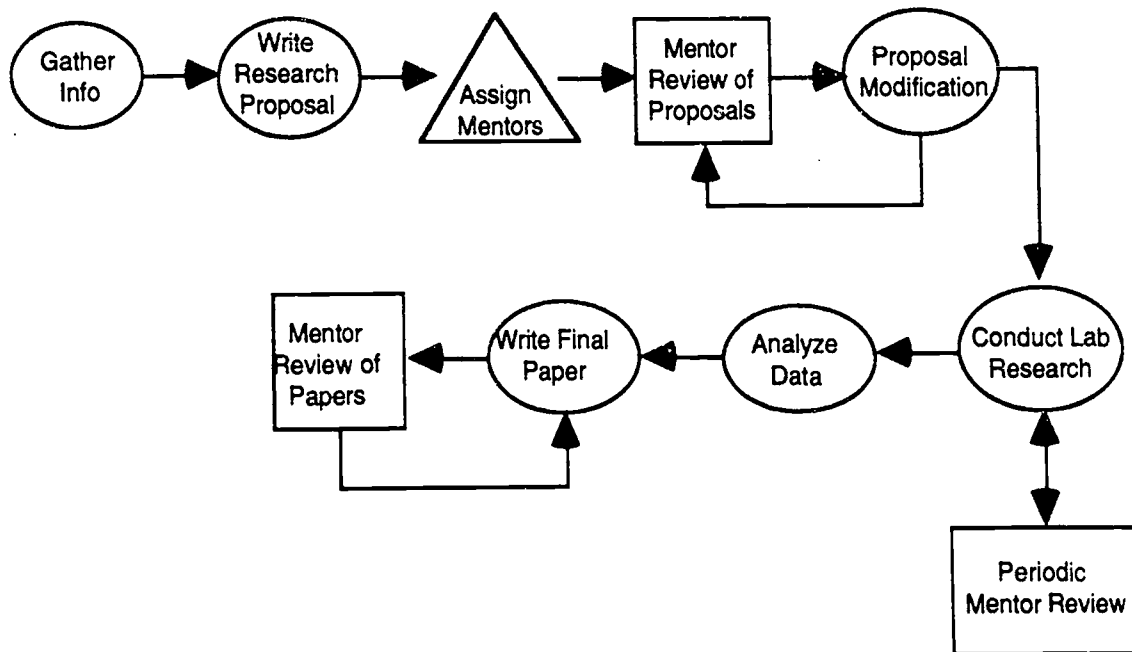 Gather
Info
Write
Research
Proposal
Assign
Mentors
Mentor
Review of
Proposals
Proposal
Modification
Conduct Lab
Research
Analyze
Data
Write Final
Paper
Mentor
Review of
Papers
Periodic
Mentor Review